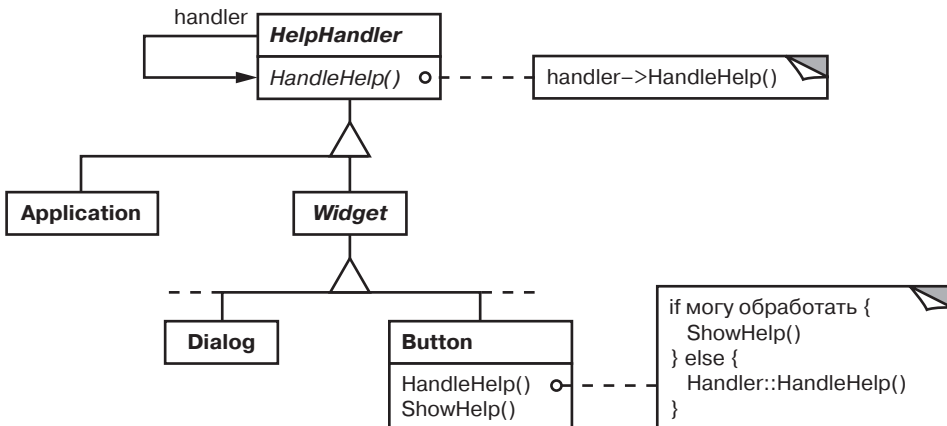 handler
HelpHandler
HandleHelp()
handler–>HandleHelp()
Application
Widget
Dialog
Button
HandleHelp()
ShowHelp()
if могу обработать {
ShowHelp()
} else {
Handler::HandleHelp()
}